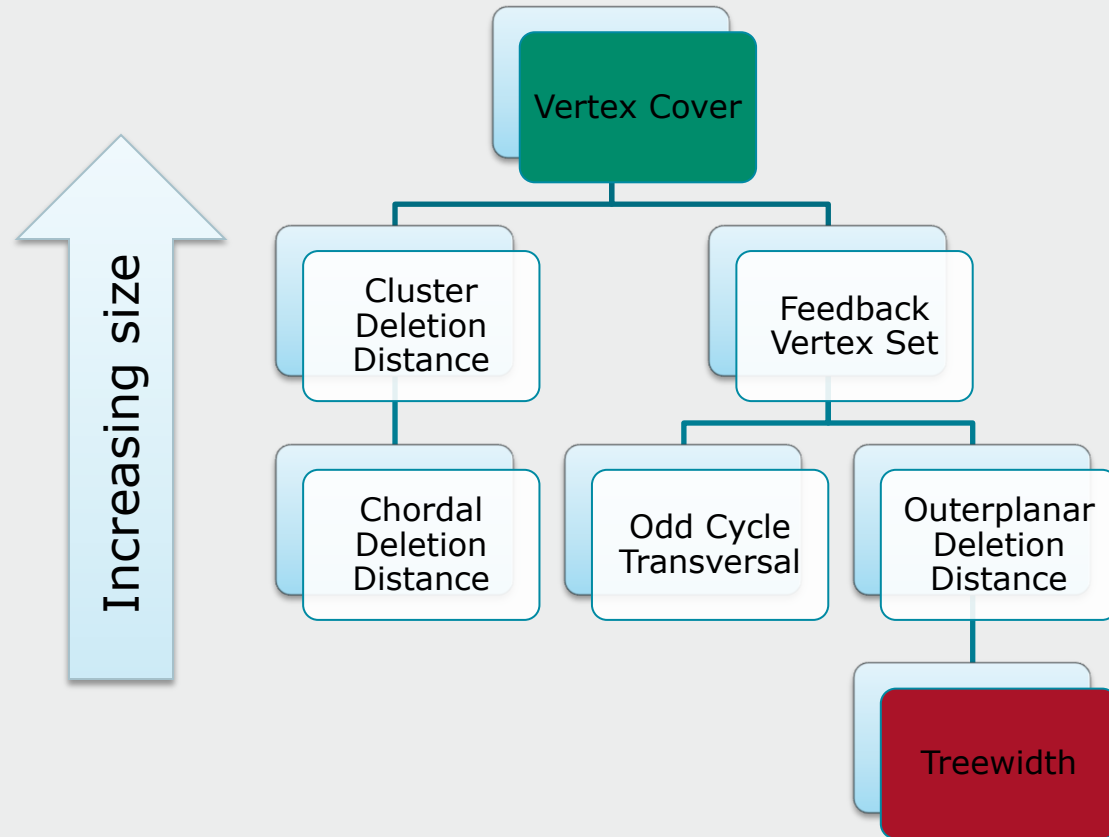 Vertex Cover
Increasing size
Cluster
Deletion
Distance
Feedback
Vertex Set
Chordal
Deletion
Distance
Odd Cycle
Transversal
Outerplanar
Deletion
Distance
Treewidth